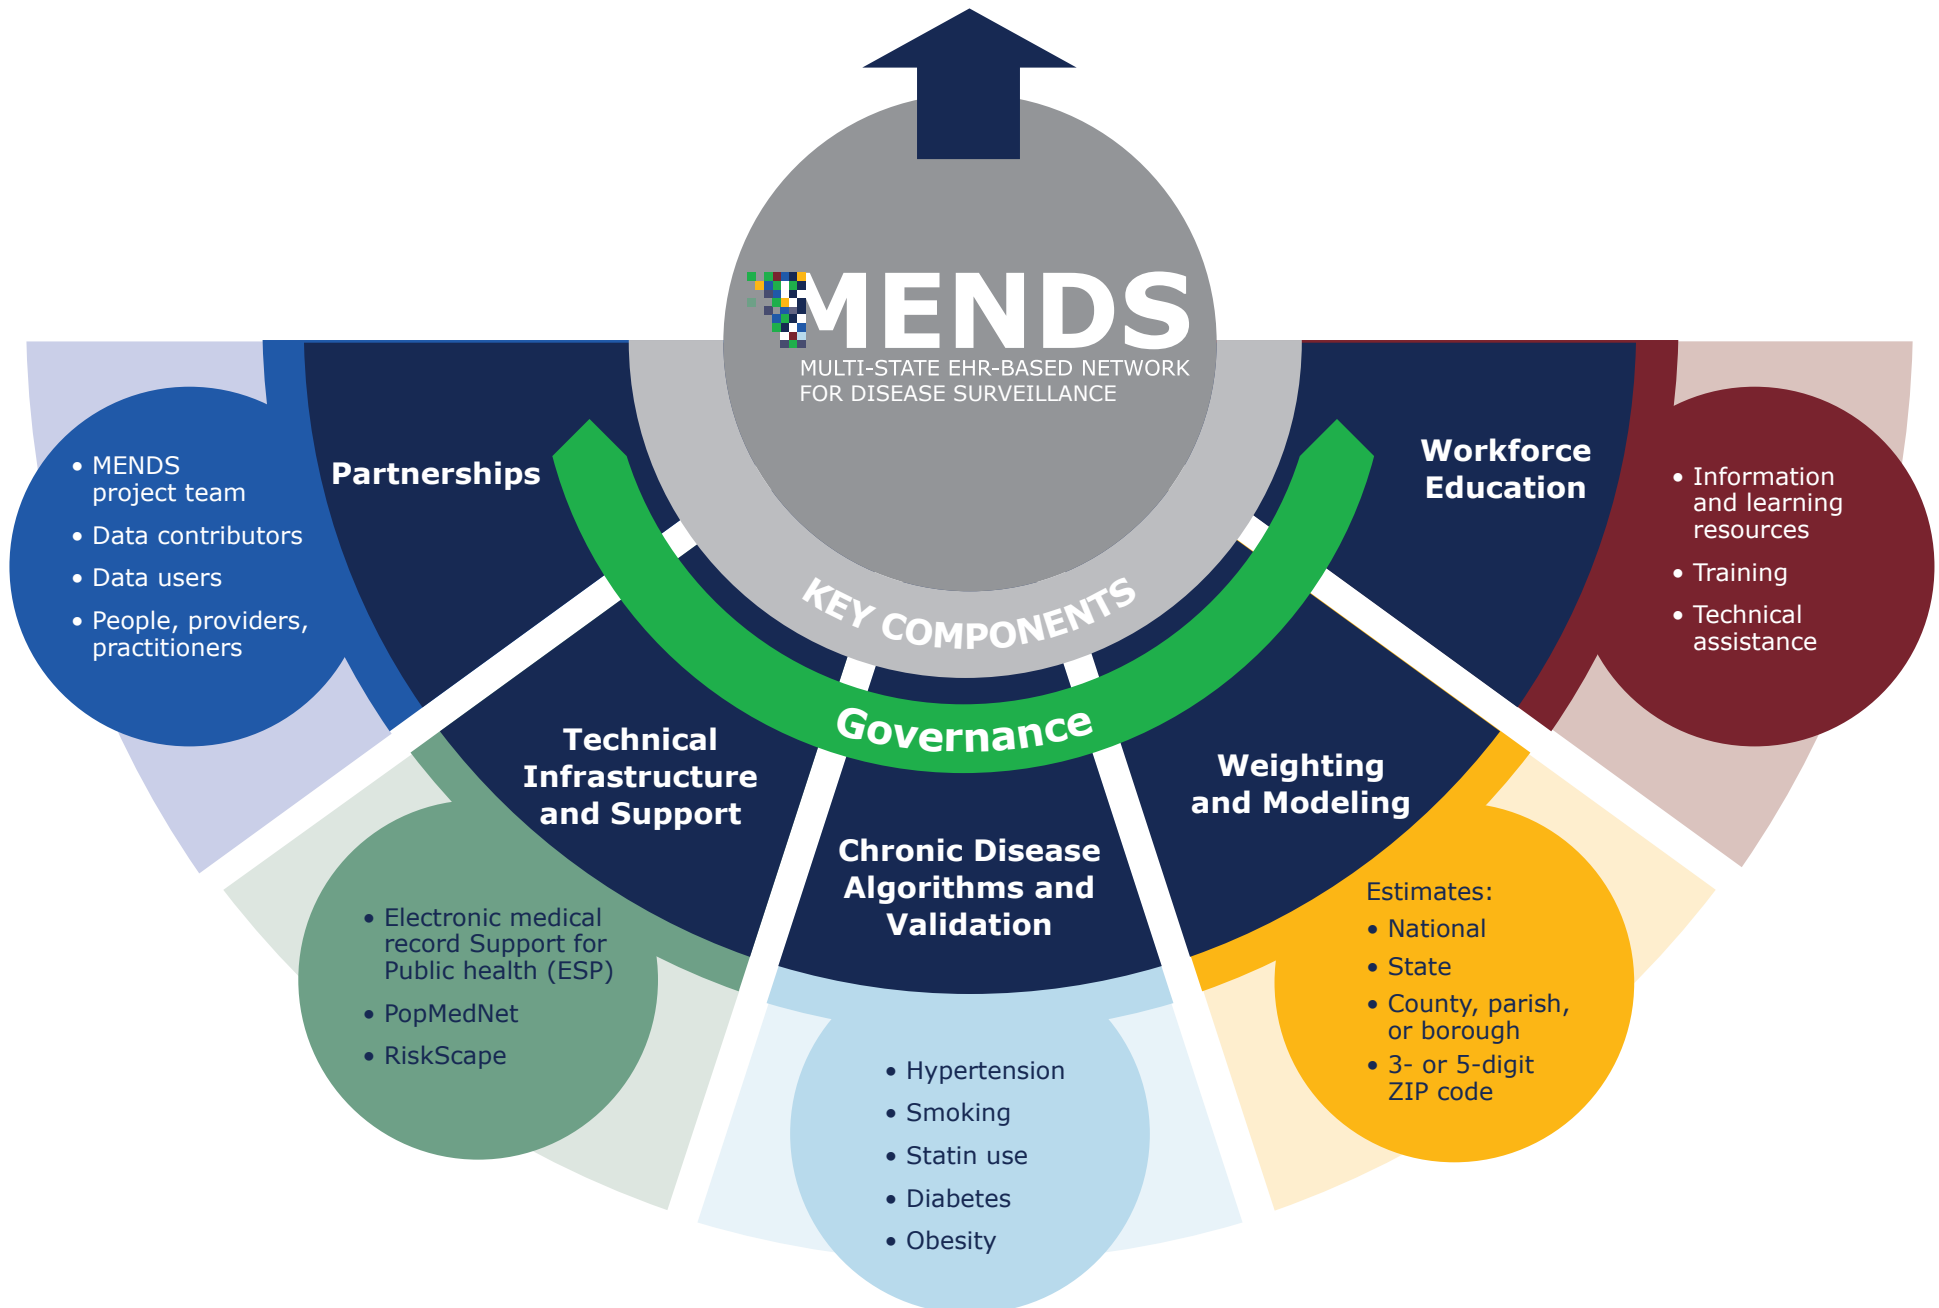 MENDS
MULTI-STATE EHR-BASED NETWORK
FOR DISEASE SURVEILLANCE
KEY COMPONENTS
Governance
Partnerships
• MENDS
project team
• Data contributors
• Data users
• People, providers,
practitioners
Technical
Infrastructure
and Support
• Electronic medical
record Support for
Public health (ESP)
• PopMedNet
• RiskScape
Chronic Disease
Algorithms and
Validation
• Hypertension
• Smoking
• Statin use
• Diabetes
• Obesity
Weighting
and Modeling
Estimates:
• National
• State
• County, parish,
or borough
• 3- or 5-digit
ZIP code
Workforce
Education
• Information
and learning
resources
• Training
• Technical
assistance